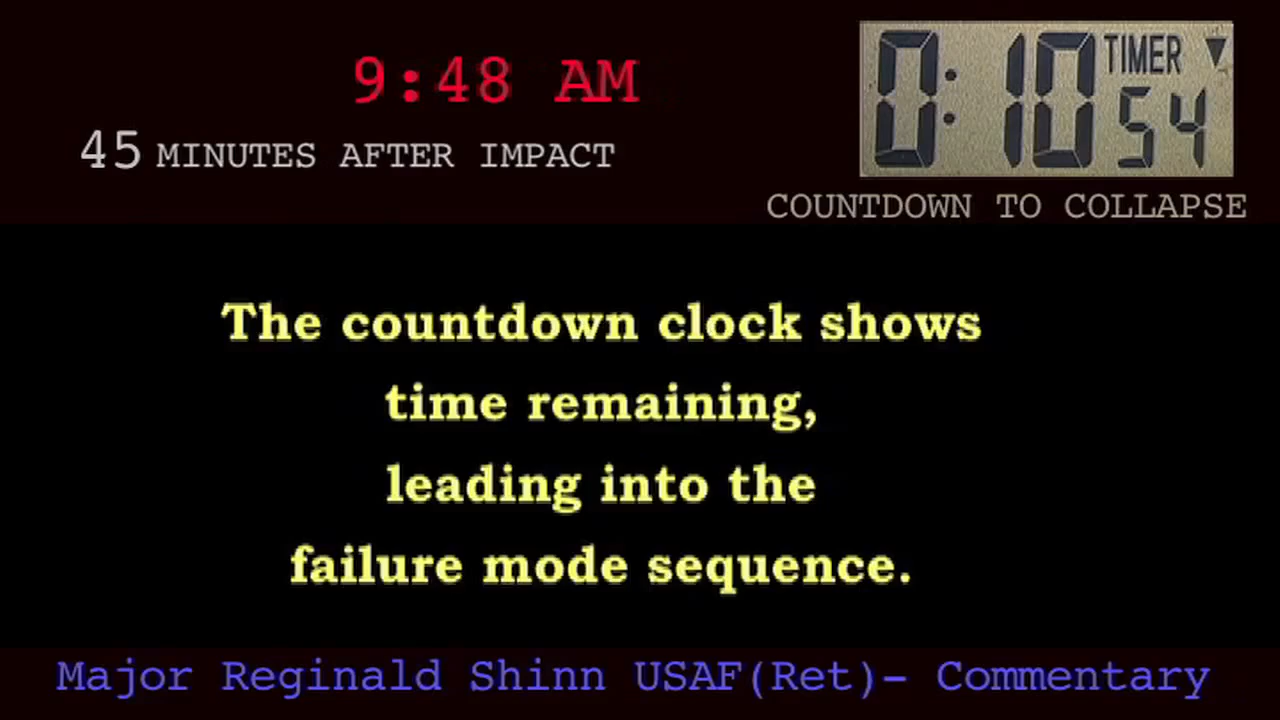 9:48 AM
45 MINUTES AFTER IMPACT
0:10 54 TIMER
COUNTDOWN TO COLLAPSE
The countdown clock shows
time remaining,
leading into the
failure mode sequence.
Major Reginald Shinn USAF(Ret)- Commentary